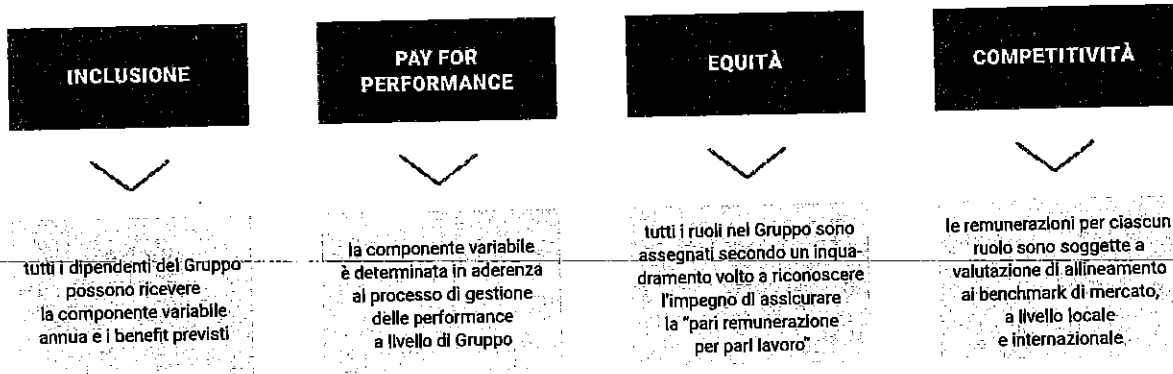 INCLUSIONE
tutti i dipendenti del Gruppo
possono ricevere
la componente variabile
annua e i benefit previsti
PAY FOR
PERFORMANCE
la componente variabile
è determinata in aderenza
al processo di gestione
delle performance
a livello di Gruppo
EQUITÀ
tutti i ruoli nel Gruppo sono
assegnati secondo un inqua-
dramento volto a riconoscere
l'impegno di assicurare
la "pari remunerazione
per pari lavoro"
COMPETITIVITÀ
le remunerazioni per ciascun
ruolo sono soggette a
valutazione di allineamento
ai benchmark di mercato,
a livello locale
e internazionale